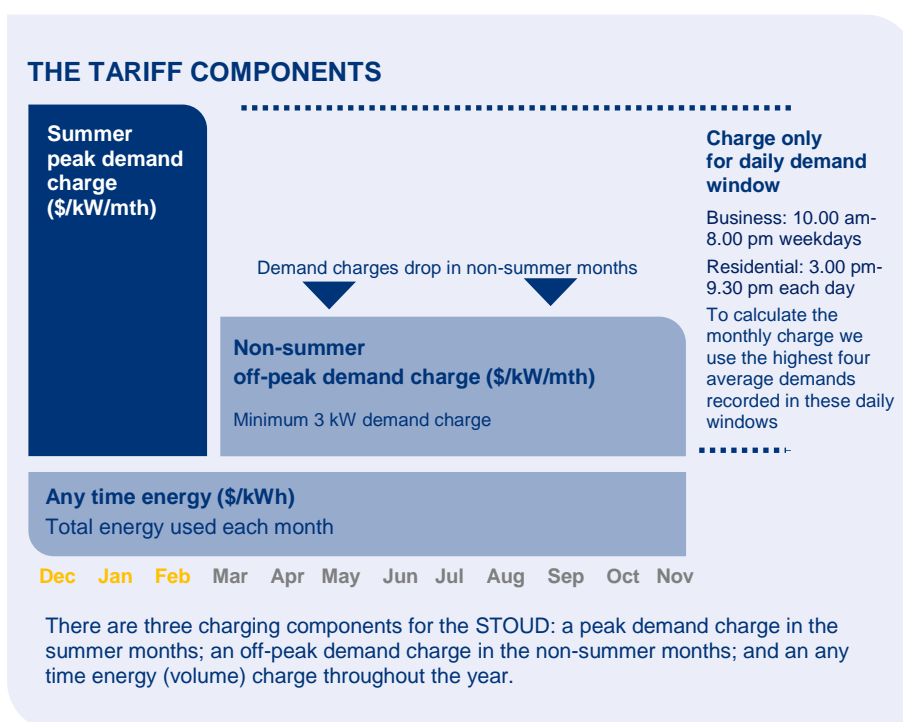 THE TARIFF COMPONENTS
Summer
peak demand
charge
($/kW/mth)
Demand charges drop in non-summer months
Non-summer
off-peak demand charge ($/kW/mth)
Minimum 3 kW demand charge
Charge only
for daily demand
window
Business: 10.00 am-
8.00 pm weekdays
Residential: 3.00 pm-
9.30 pm each day
To calculate the
monthly charge we
use the highest four
average demands
recorded in these daily
windows
Any time energy ($/kWh)
Total energy used each month
Dec Jan Feb Mar Apr May Jun Jul Aug Sep Oct Nov
There are three charging components for the STOUD: a peak demand charge in the
summer months; an off-peak demand charge in the non-summer months; and an any
time energy (volume) charge throughout the year.